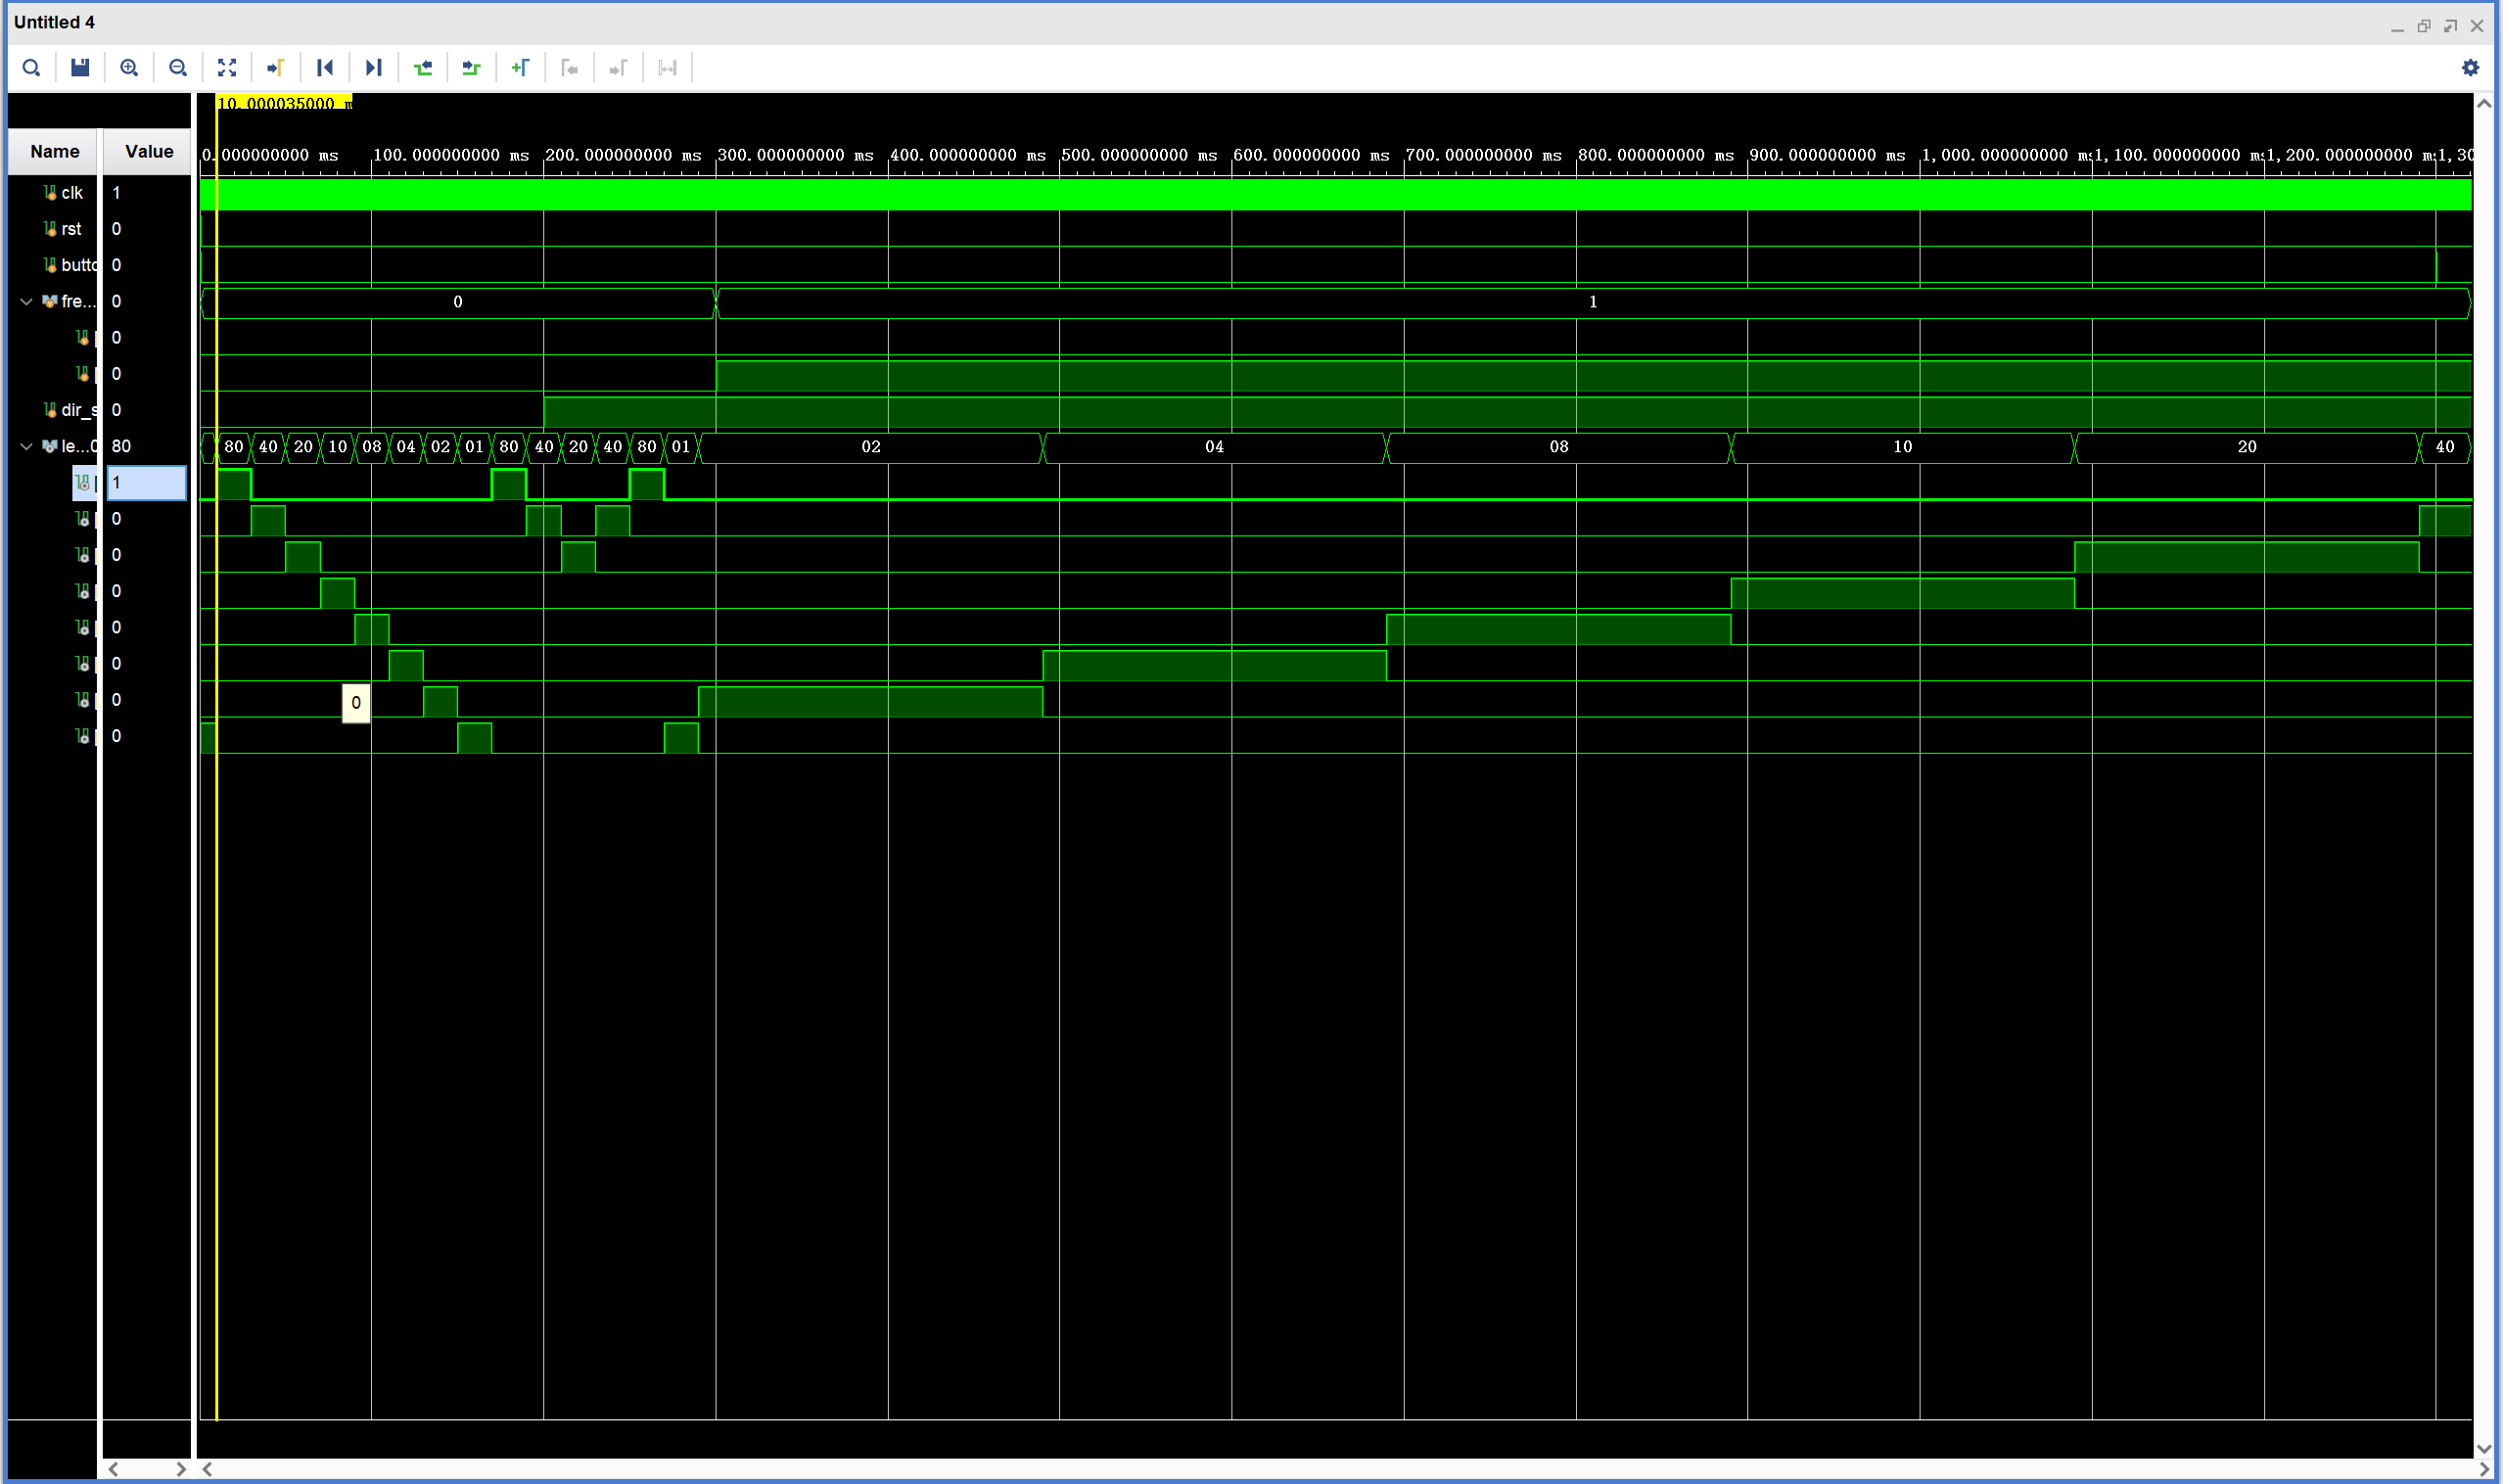 Untitled 4
10.000035000 m
Name Value
0.000000000 ms 100.000000000 ms 200.000000000 ms 300.000000000 ms 400.000000000 ms 500.000000000 ms 600.000000000 ms 700.000000000 ms 800.000000000 ms 900.000000000 ms 1,000.000000000 m 1,100.000000000 m 1,200.000000000 m 1,30
clk 1
rst 0
butto 0
fre... 0 0 1
[ 0
[ 0
dir_s 0
le...0 80 80 40 20 10 08 04 02 01 80 40 20 40 80 01 02 04 08 10 20 40
[ 1
[ 0
[ 0
[ 0
[ 0
[ 0
[ 0 0
[ 0